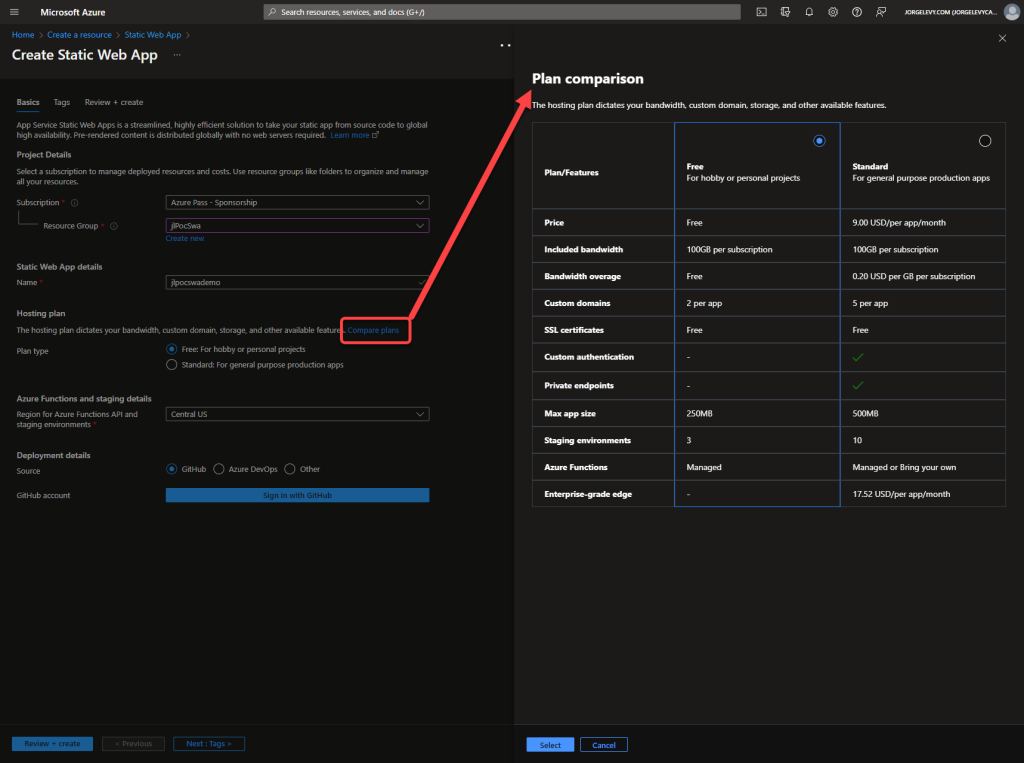 Microsoft Azure
Search resources, services, and docs (G+/)
JORGELEVY.COM (JORGELEVYCA...
Home > Create a resource > Static Web App >
Create Static Web App ...
Basics Tags Review + create
App Service Static Web Apps is a streamlined, highly efficient solution to take your static app from source code to global
high availability. Pre-rendered content is distributed globally with no web servers required. Learn more
Project Details
Select a subscription to manage deployed resources and costs. Use resource groups like folders to organize and manage
all your resources.
Subscription * Azure Pass - Sponsorship
Resource Group * jlPocSwa
Create new
Static Web App details
Name * jlpocswademo
Hosting plan
The hosting plan dictates your bandwidth, custom domain, storage, and other available features. Compare plans
Plan type Free: For hobby or personal projects
Standard: For general purpose production apps
Azure Functions and staging details
Region for Azure Functions API and
staging environments * Central US
Deployment details
Source GitHub Azure DevOps Other
GitHub account Sign in with GitHub
Review + create < Previous Next : Tags >
Plan comparison
The hosting plan dictates your bandwidth, custom domain, storage, and other available features.
Plan/Features
Free
For hobby or personal projects
Standard
For general purpose production apps
Price Free 9.00 USD/per app/month
Included bandwidth 100GB per subscription 100GB per subscription
Bandwidth overage Free 0.20 USD per GB per subscription
Custom domains 2 per app 5 per app
SSL certificates Free Free
Custom authentication -
Private endpoints -
Max app size 250MB 500MB
Staging environments 3 10
Azure Functions Managed Managed or Bring your own
Enterprise-grade edge - 17.52 USD/per app/month
Select Cancel